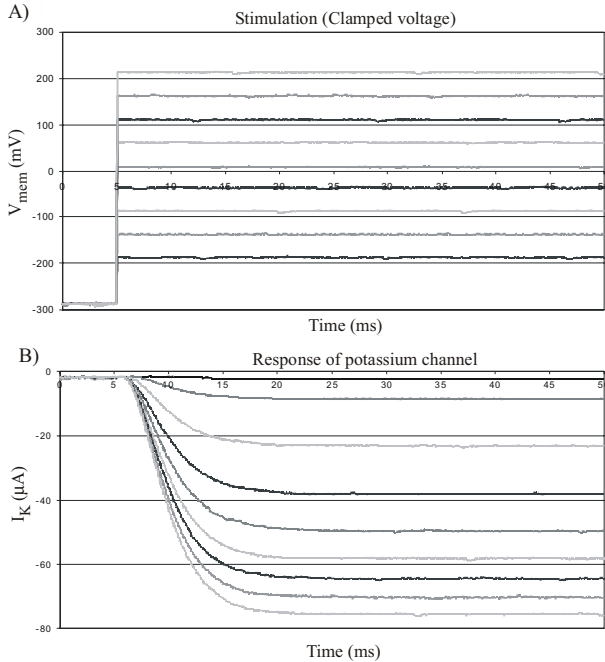 A)
Stimulation (Clamped voltage)
300
200
100
0
-100
-200
-300
0 5 10 15 20 25 30 35 40 45 50
V_mem (mV)
Time (ms)
B)
Response of potassium channel
0
-20
-40
-60
-80
0 5 10 15 20 25 30 35 40 45 50
I_K (µA)
Time (ms)